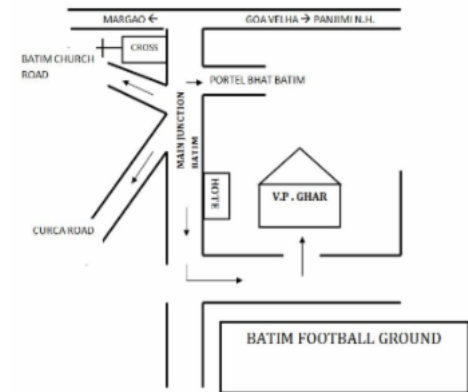 MARGAO ←
GOA VELHA → PANJIMI N.H.
CROSS
BATIM CHURCH
ROAD
PORTEL BHAT BATIM
MAIN JUNCTION
BATIM
HOTE
V.P . GHAR
CURCA ROAD
BATIM FOOTBALL GROUND